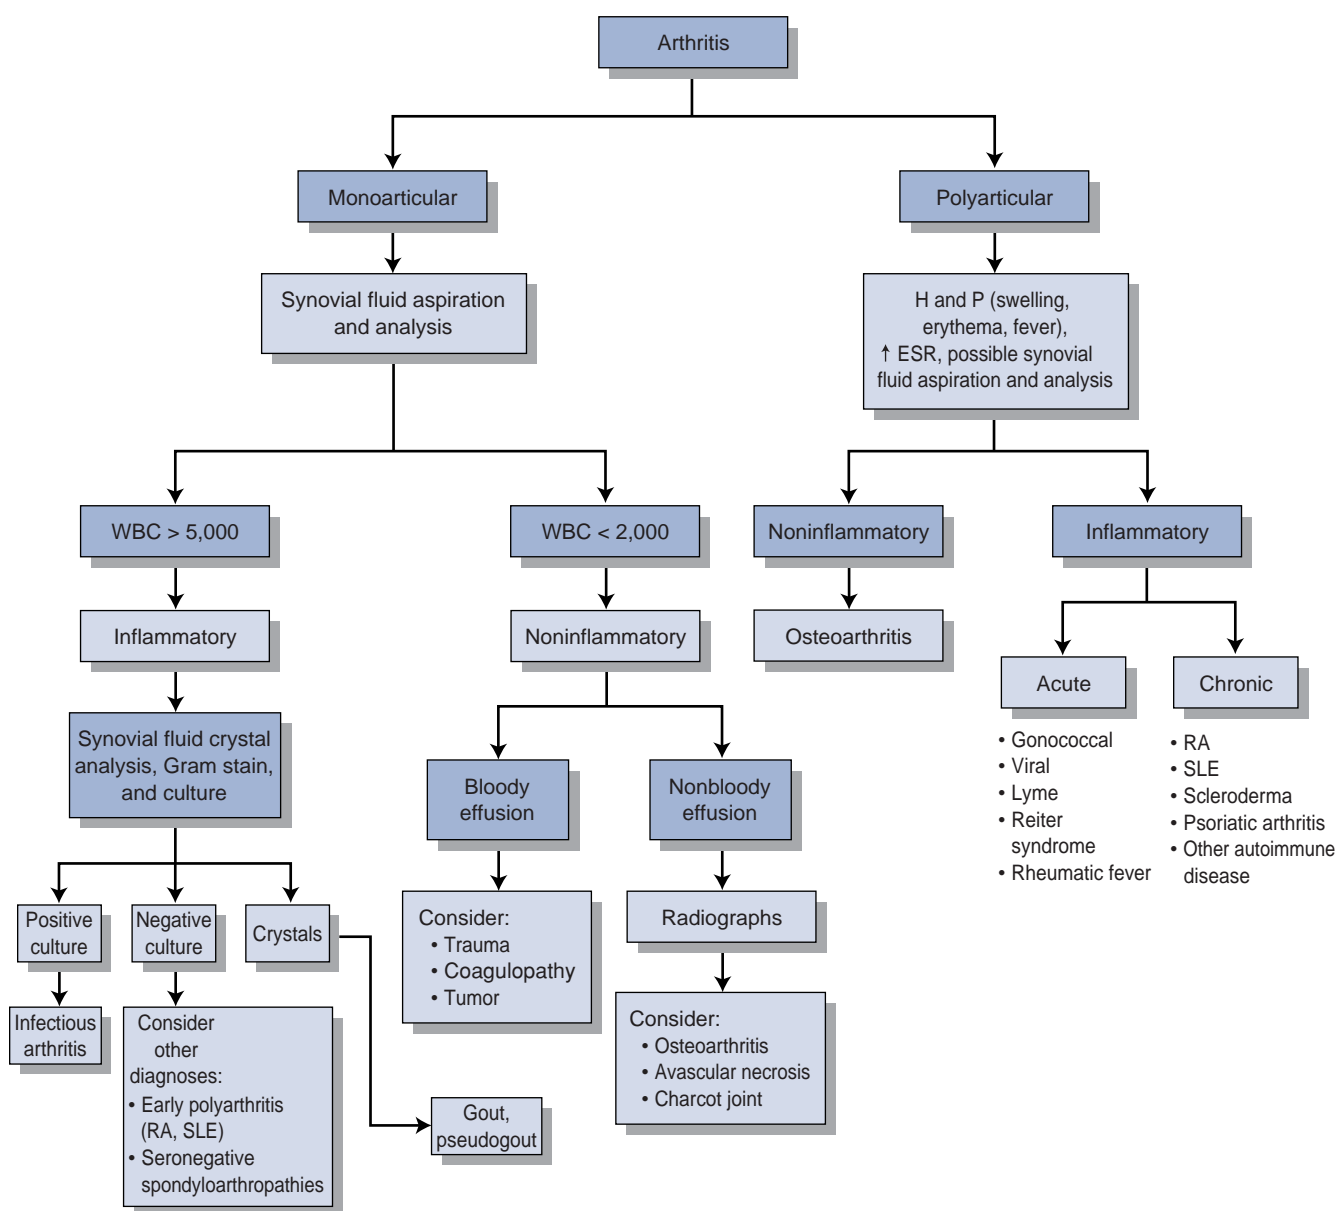 Arthritis
Monoarticular
Polyarticular
Synovial fluid aspiration
and analysis
H and P (swelling,
erythema, fever),
↑ ESR, possible synovial
fluid aspiration and analysis
WBC > 5,000
WBC < 2,000
Noninflammatory
Inflammatory
Inflammatory
Noninflammatory
Osteoarthritis
Acute
Chronic
Synovial fluid crystal
analysis, Gram stain,
and culture
Bloody
effusion
Nonbloody
effusion
• Gonococcal
• Viral
• Lyme
• Reiter
syndrome
• Rheumatic fever
• RA
• SLE
• Scleroderma
• Psoriatic arthritis
• Other autoimmune
disease
Positive
culture
Negative
culture
Crystals
Consider:
• Trauma
• Coagulopathy
• Tumor
Radiographs
Infectious
arthritis
Consider
other
diagnoses:
• Early polyarthritis
(RA, SLE)
• Seronegative
spondyloarthropathies
Gout,
pseudogout
Consider:
• Osteoarthritis
• Avascular necrosis
• Charcot joint